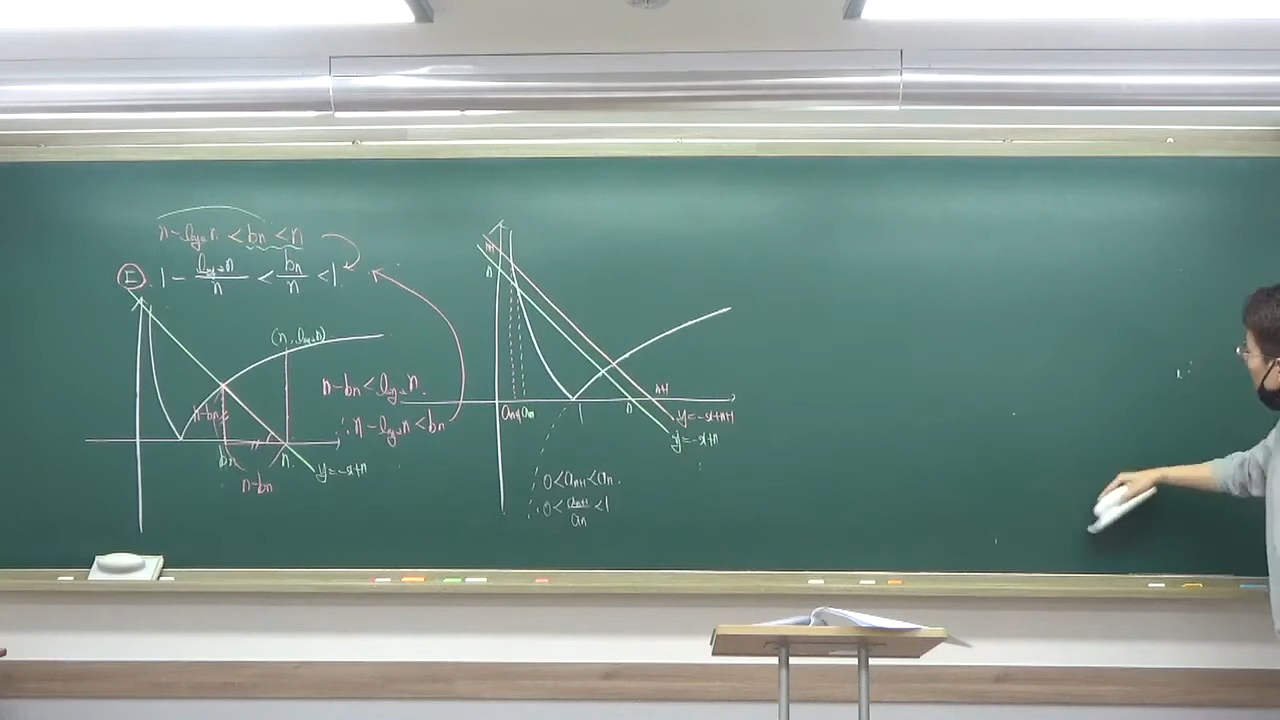 n-log₂n < bn < n
㉢ 1 - log₂n/n < bn/n < 1
(n, log₂n)
n-bn
bn n
n-bn
y=-x+n
n-bn < log₂n.
∴ n-log₂n < bn
n+1
n
an+1 an 1 n n+1
y=-x+n+1
y=-x+n
0 < an+1 < an.
∴ 0 < an+1/an < 1